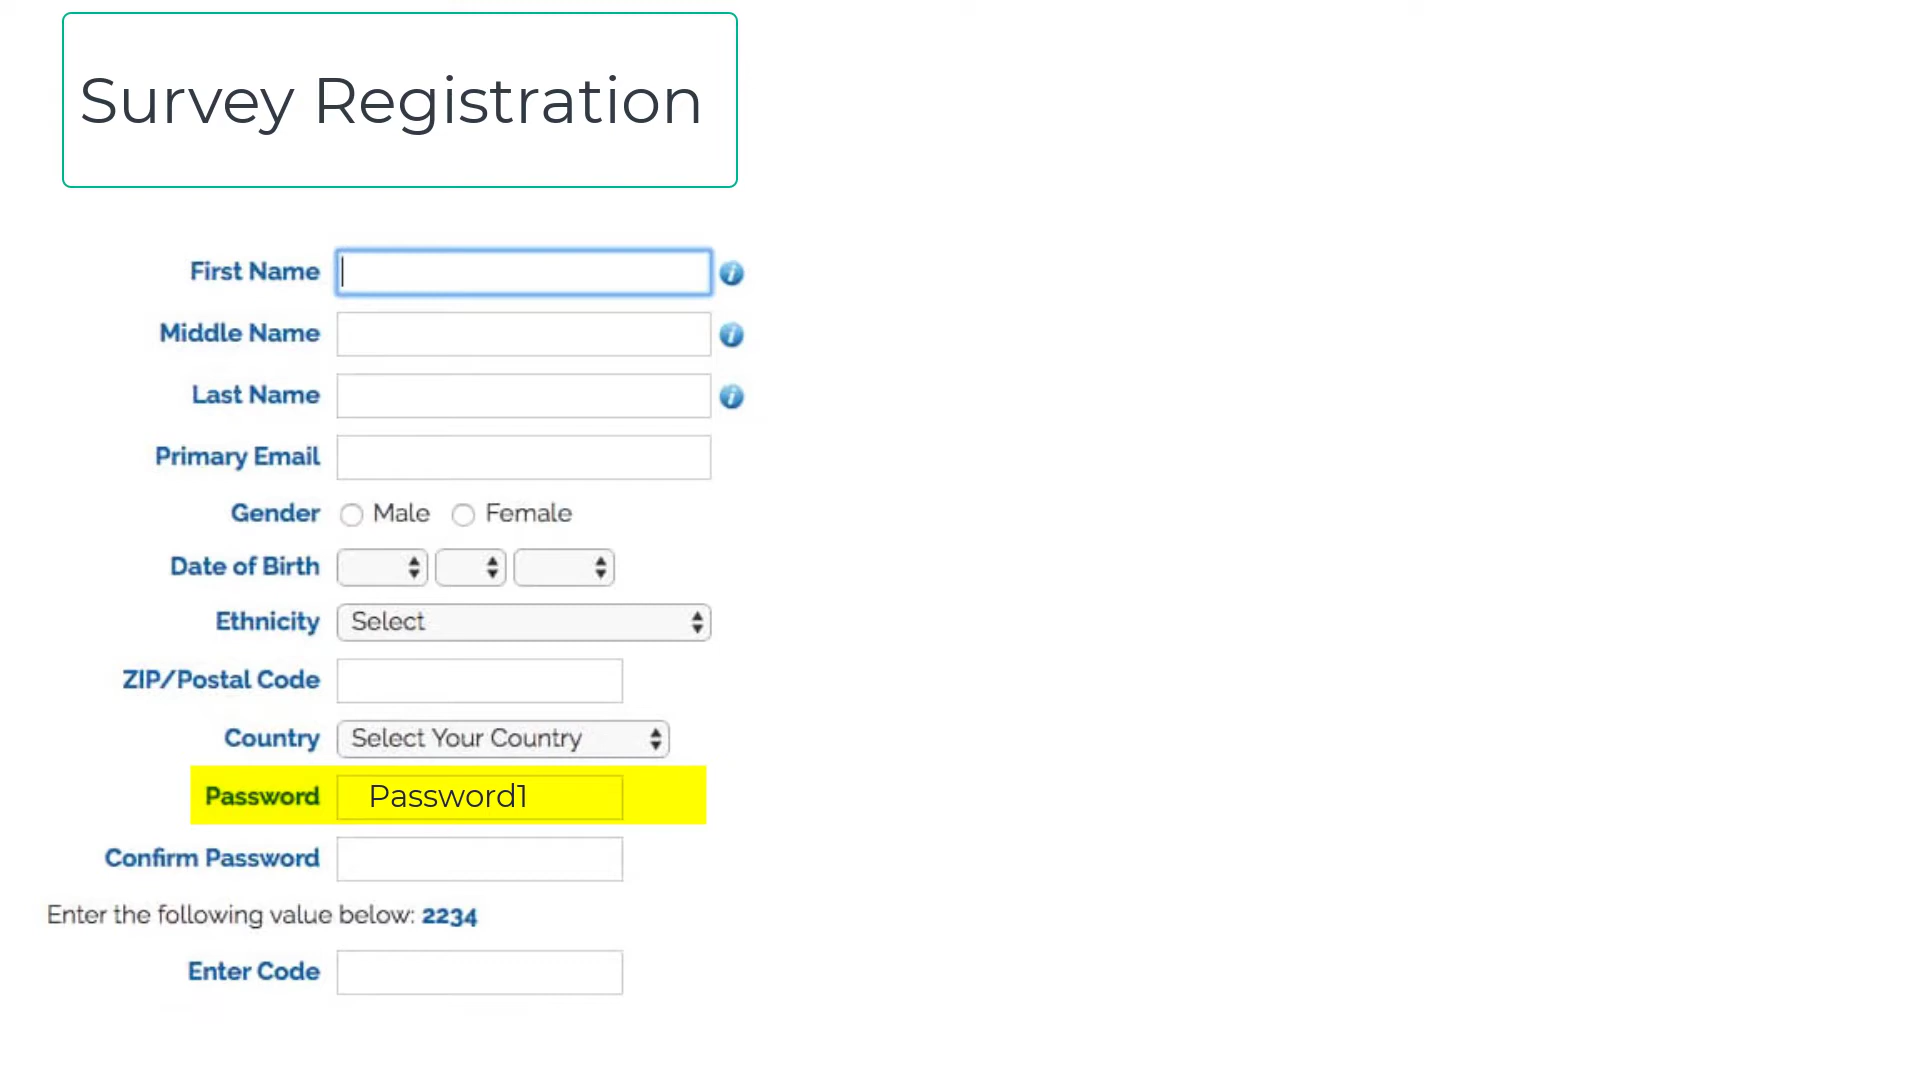 Survey Registration
First Name
Middle Name
Last Name
Primary Email
Gender Male Female
Date of Birth
Ethnicity Select
ZIP/Postal Code
Country Select Your Country
Password Password1
Confirm Password
Enter the following value below: 2234
Enter Code